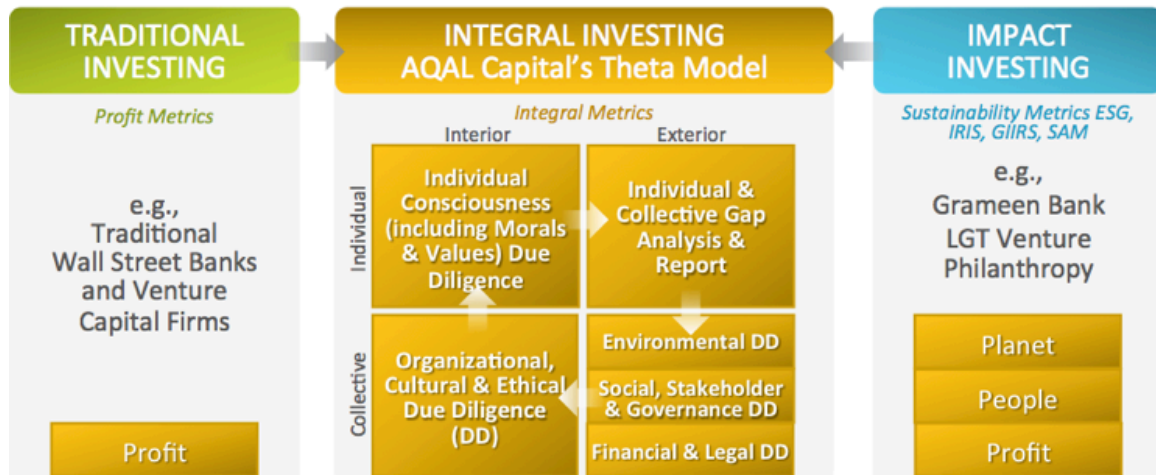 TRADITIONAL
INVESTING
Profit Metrics
e.g.,
Traditional
Wall Street Banks
and Venture
Capital Firms
Profit
INTEGRAL INVESTING
AQAL Capital's Theta Model
Integral Metrics
Interior
Exterior
Individual
Individual
Consciousness
(including Morals
& Values) Due
Diligence
Individual &
Collective Gap
Analysis &
Report
Collective
Organizational,
Cultural & Ethical
Due Diligence
(DD)
Environmental DD
Social, Stakeholder
& Governance DD
Financial & Legal DD
IMPACT
INVESTING
Sustainability Metrics ESG,
IRIS, GIIRS, SAM
e.g.,
Grameen Bank
LGT Venture
Philanthropy
Planet
People
Profit